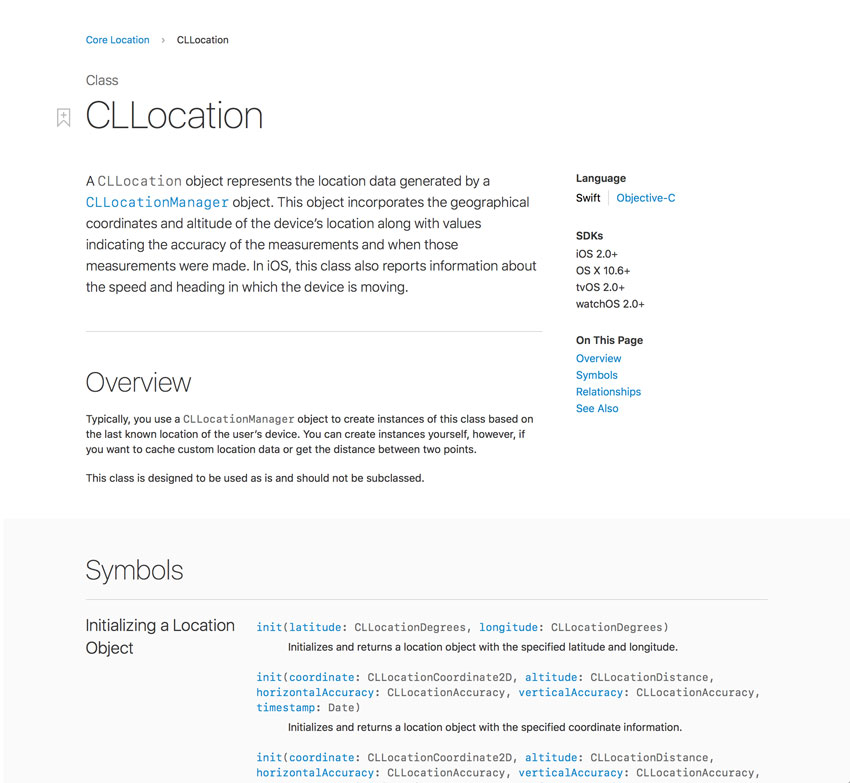 Core Location › CLLocation
Class
CLLocation
A CLLocation object represents the location data generated by a
CLLocationManager object. This object incorporates the geographical
coordinates and altitude of the device’s location along with values
indicating the accuracy of the measurements and when those
measurements were made. In iOS, this class also reports information about
the speed and heading in which the device is moving.
Language
Swift Objective-C
SDKs
iOS 2.0+
OS X 10.6+
tvOS 2.0+
watchOS 2.0+
On This Page
Overview
Symbols
Relationships
See Also
Overview
Typically, you use a CLLocationManager object to create instances of this class based on
the last known location of the user’s device. You can create instances yourself, however, if
you want to cache custom location data or get the distance between two points.
This class is designed to be used as is and should not be subclassed.
Symbols
Initializing a Location
Object
init(latitude: CLLocationDegrees, longitude: CLLocationDegrees)
Initializes and returns a location object with the specified latitude and longitude.
init(coordinate: CLLocationCoordinate2D, altitude: CLLocationDistance,
horizontalAccuracy: CLLocationAccuracy, verticalAccuracy: CLLocationAccuracy,
timestamp: Date)
Initializes and returns a location object with the specified coordinate information.
init(coordinate: CLLocationCoordinate2D, altitude: CLLocationDistance,
horizontalAccuracy: CLLocationAccuracy, verticalAccuracy: CLLocationAccuracy,